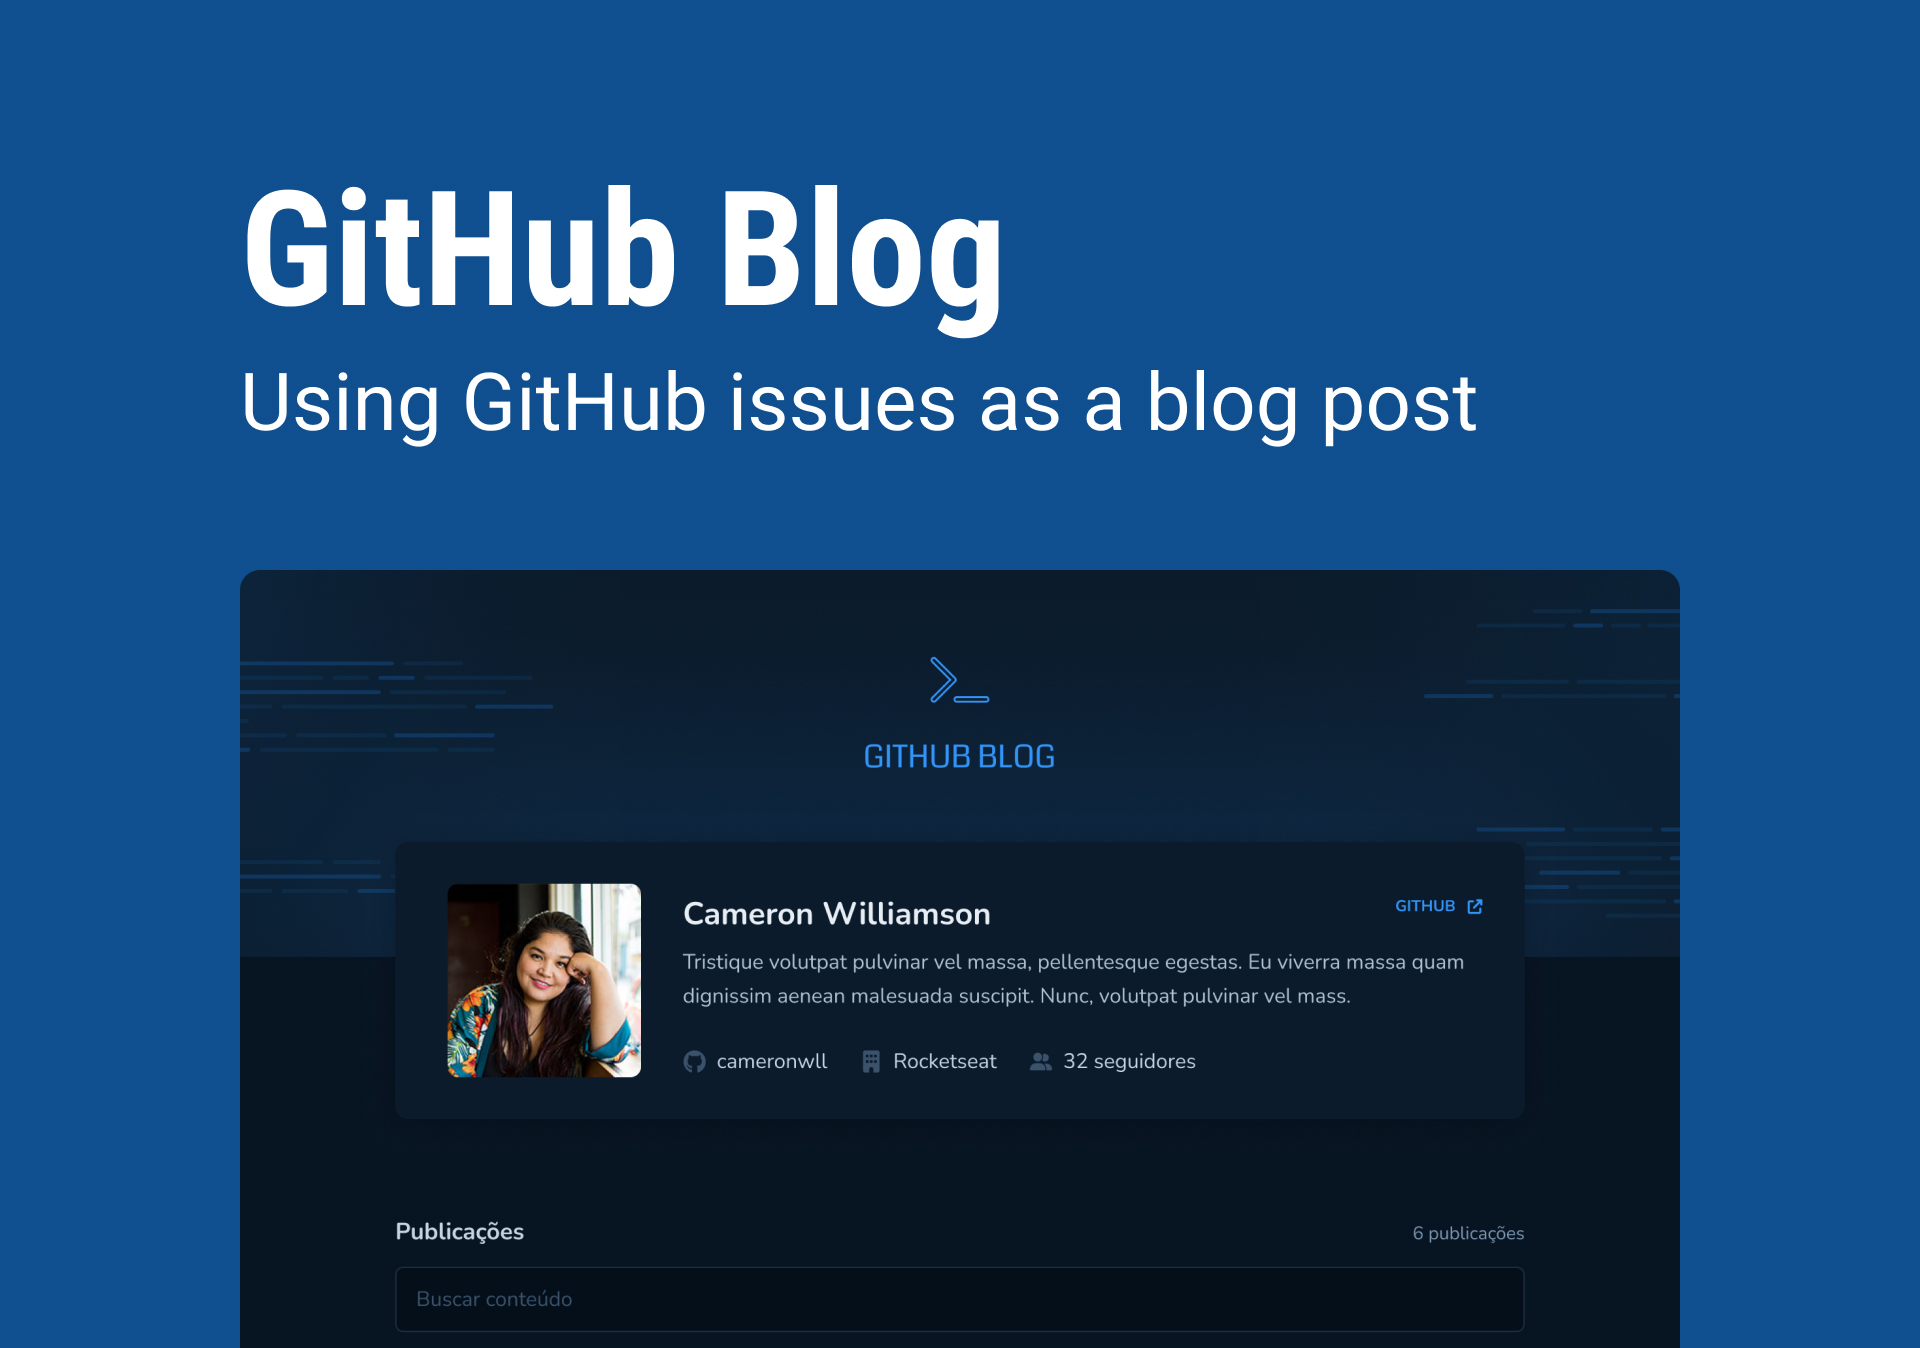 GitHub Blog
Using GitHub issues as a blog post
GITHUB BLOG
Cameron Williamson
GITHUB
Tristique volutpat pulvinar vel massa, pellentesque egestas. Eu viverra massa quam
dignissim aenean malesuada suscipit. Nunc, volutpat pulvinar vel mass.
cameronwll Rocketseat 32 seguidores
Publicações
6 publicações
Buscar conteúdo